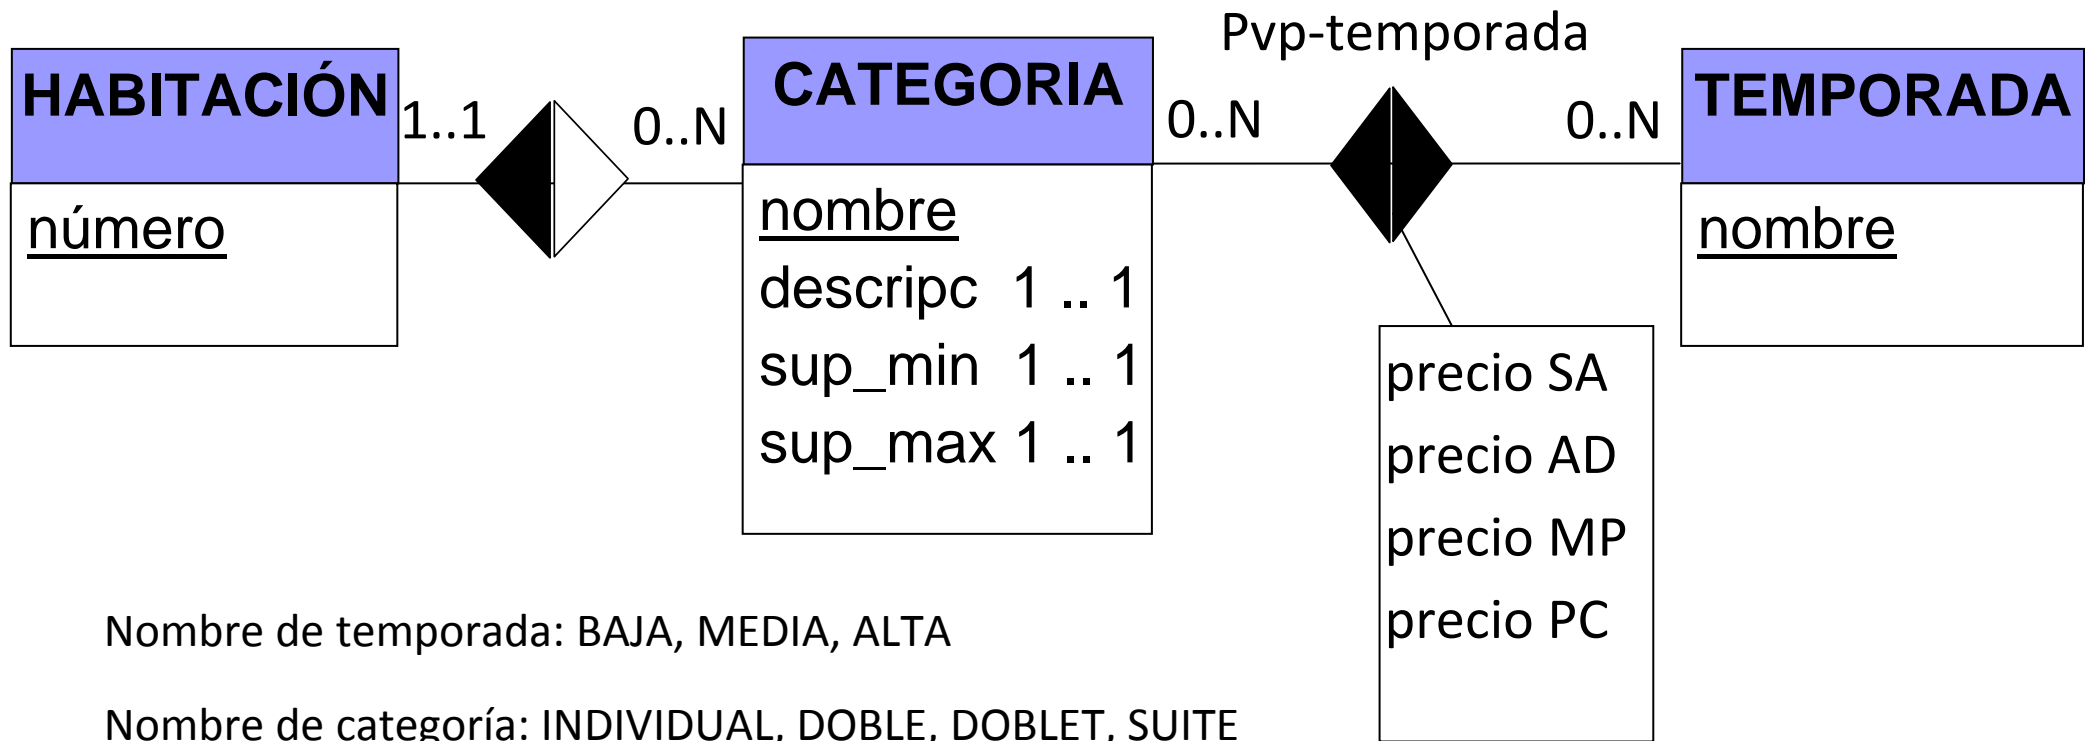 Pvp-temporada
HABITACIÓN
1..1
0..N
CATEGORIA
0..N
0..N
TEMPORADA
número
nombre
descripc 1 .. 1
sup_min 1 .. 1
sup_max 1 .. 1
nombre
precio SA
precio AD
precio MP
precio PC
Nombre de temporada: BAJA, MEDIA, ALTA
Nombre de categoría: INDIVIDUAL, DOBLE, DOBLET, SUITE